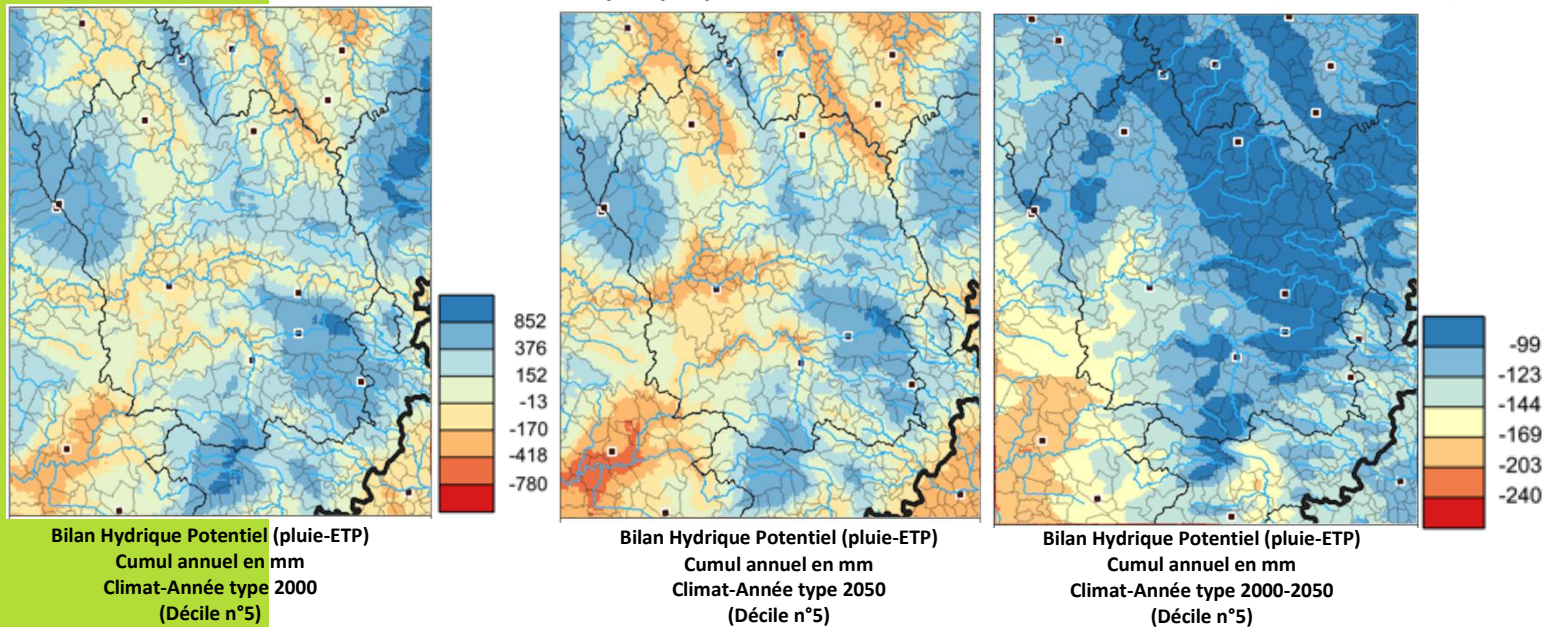 852
376
152
-13
-170
-418
-780
-99
-123
-144
-169
-203
-240
Bilan Hydrique Potentiel (pluie-ETP)
Cumul annuel en mm
Climat-Année type 2000
(Décile n°5)
Bilan Hydrique Potentiel (pluie-ETP)
Cumul annuel en mm
Climat-Année type 2050
(Décile n°5)
Bilan Hydrique Potentiel (pluie-ETP)
Cumul annuel en mm
Climat-Année type 2000-2050
(Décile n°5)